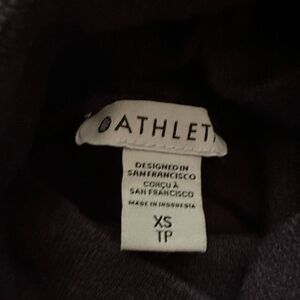 ATHLET
DESIGNED IN
SAN FRANCISCO
CONÇU À
SAN FRANCISCO
MADE IN INDONESIA
XS
TP